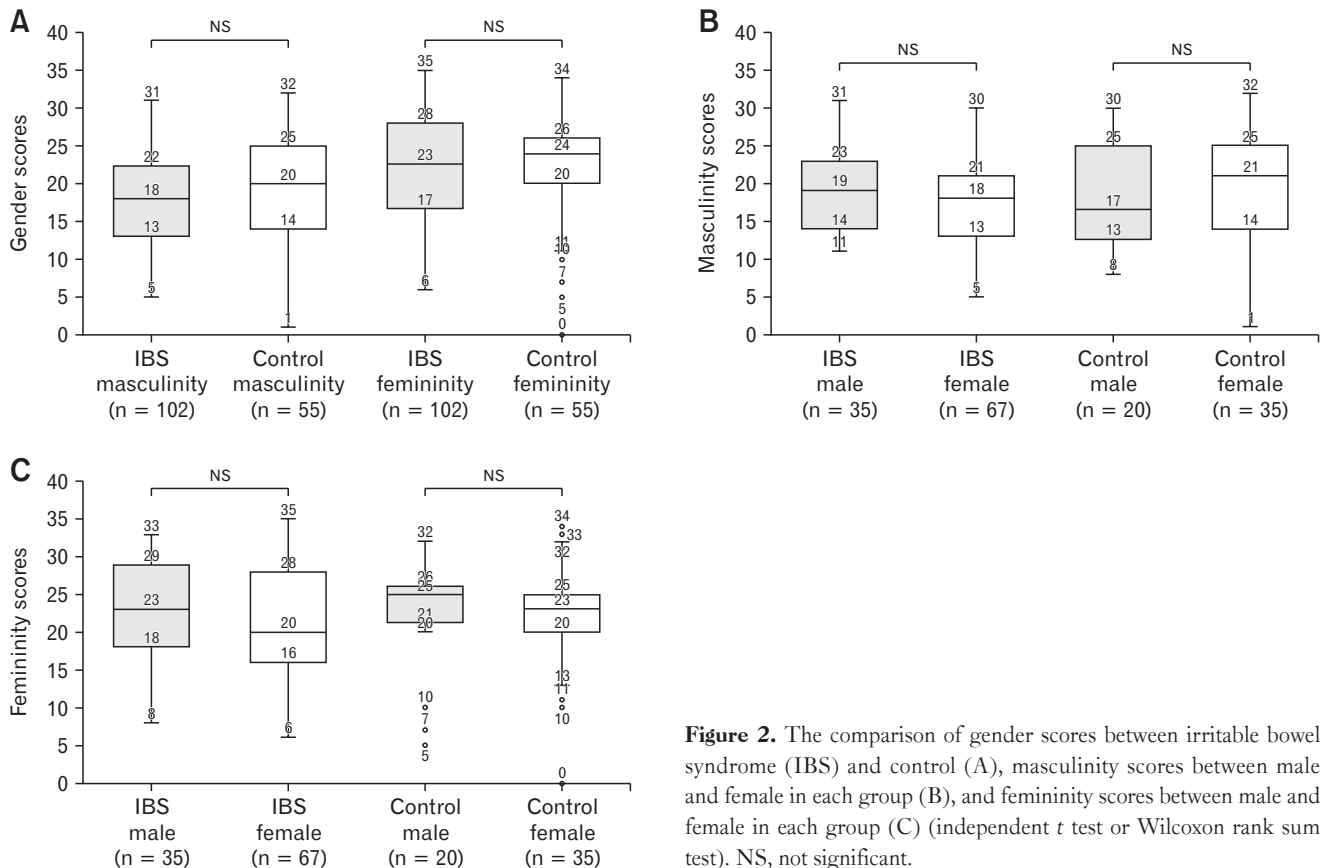 A
40
35
30
25
20
15
10
5
0
Gender scores
NS
NS
31
22
18
13
5
32
25
20
14
1
35
28
23
17
6
34
26
24
20
11
10
7
5
0
IBS
masculinity
(n = 102)
Control
masculinity
(n = 55)
IBS
femininity
(n = 102)
Control
femininity
(n = 55)
B
40
35
30
25
20
15
10
5
0
Masculinity scores
NS
NS
31
23
19
14
11
30
21
18
13
5
30
25
17
13
8
32
25
21
14
1
IBS
male
(n = 35)
IBS
female
(n = 67)
Control
male
(n = 20)
Control
female
(n = 35)
C
40
35
30
25
20
15
10
5
0
Femininity scores
NS
NS
33
29
23
18
8
35
28
20
16
6
32
26
25
21
20
10
7
5
34
33
32
25
23
20
13
11
10
0
IBS
male
(n = 35)
IBS
female
(n = 67)
Control
male
(n = 20)
Control
female
(n = 35)
Figure 2. The comparison of gender scores between irritable bowel
syndrome (IBS) and control (A), masculinity scores between male
and female in each group (B), and femininity scores between male and
female in each group (C) (independent t test or Wilcoxon rank sum
test). NS, not significant.